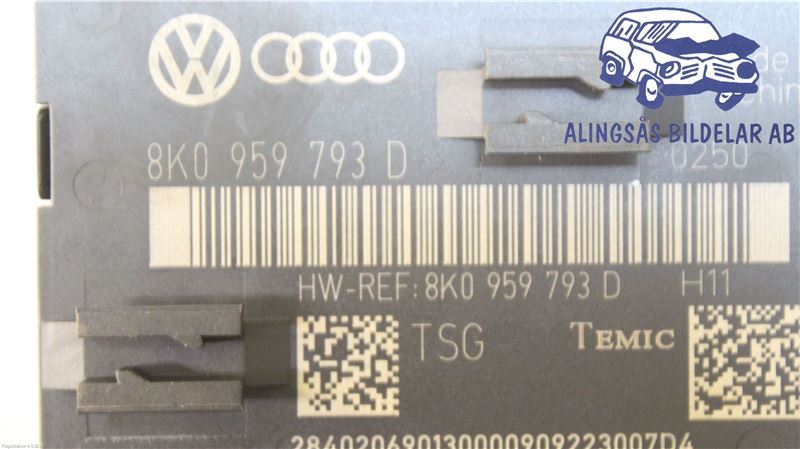 ALINGSÅS-BILDELAR AB
8K0 959 793 D
0250
HW-REF:8K0 959 793 D H11
TSG TEMIC
284020690130000909223007D4